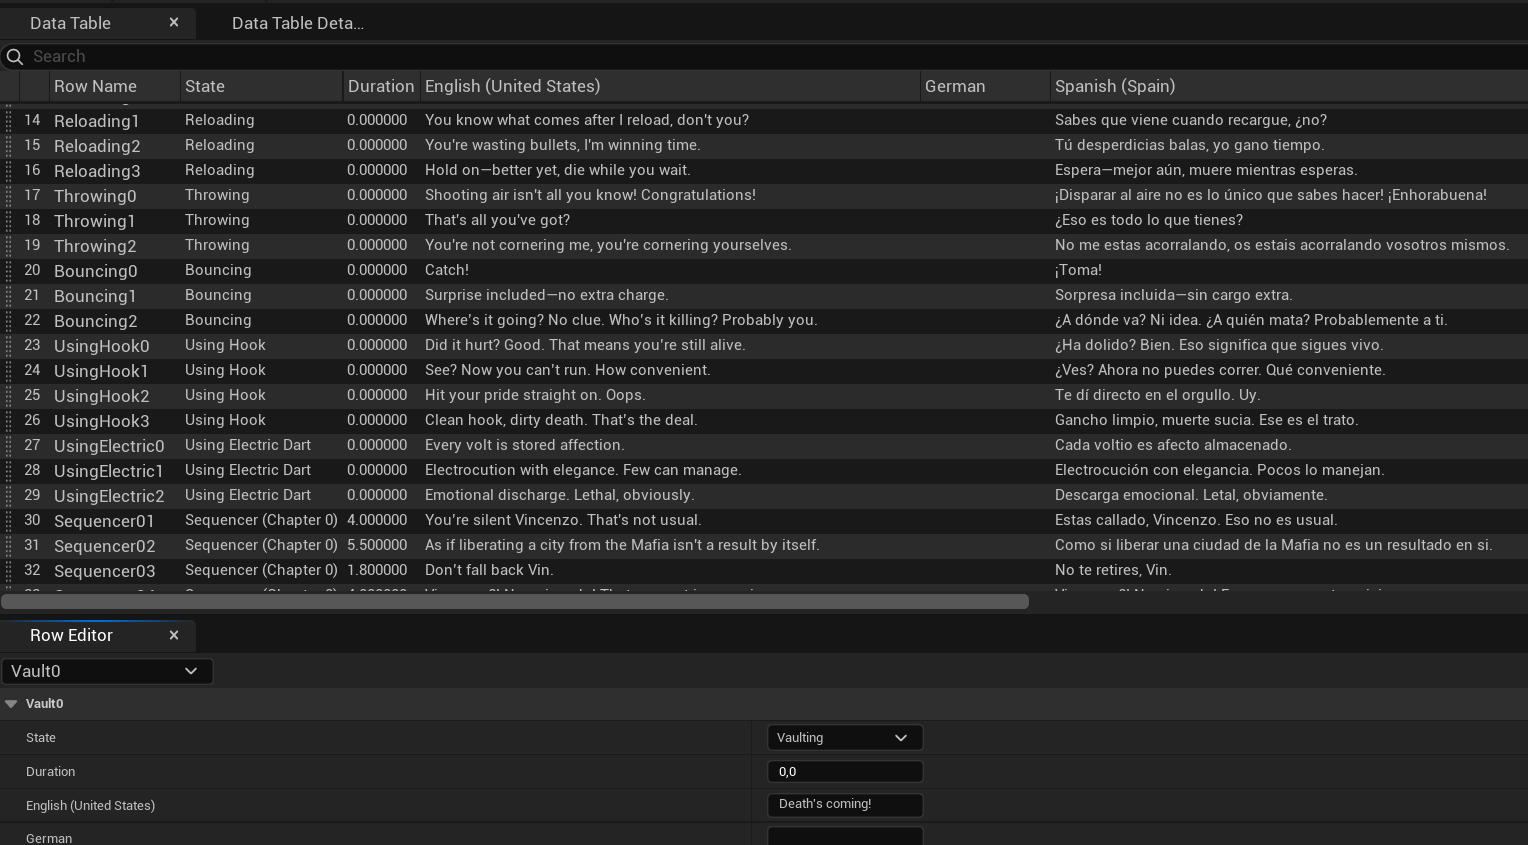 Data Table
Data Table Deta...
Search
Row Name State Duration English (United States) German Spanish (Spain)
14 Reloading1 Reloading 0.000000 You know what comes after I reload, don't you? Sabes que viene cuando recargue, ¿no?
15 Reloading2 Reloading 0.000000 You're wasting bullets, I'm winning time. Tú desperdicias balas, yo gano tiempo.
16 Reloading3 Reloading 0.000000 Hold on—better yet, die while you wait. Espera—mejor aún, muere mientras esperas.
17 Throwing0 Throwing 0.000000 Shooting air isn't all you know! Congratulations! ¡Disparar al aire no es lo único que sabes hacer! ¡Enhorabuena!
18 Throwing1 Throwing 0.000000 That's all you've got? ¿Eso es todo lo que tienes?
19 Throwing2 Throwing 0.000000 You're not cornering me, you're cornering yourselves. No me estas acorralando, os estais acorralando vosotros mismos.
20 Bouncing0 Bouncing 0.000000 Catch! ¡Toma!
21 Bouncing1 Bouncing 0.000000 Surprise included—no extra charge. Sorpresa incluida—sin cargo extra.
22 Bouncing2 Bouncing 0.000000 Where's it going? No clue. Who's it killing? Probably you. ¿A dónde va? Ni idea. ¿A quién mata? Probablemente a ti.
23 UsingHook0 Using Hook 0.000000 Did it hurt? Good. That means you're still alive. ¿Ha dolido? Bien. Eso significa que sigues vivo.
24 UsingHook1 Using Hook 0.000000 See? Now you can't run. How convenient. ¿Ves? Ahora no puedes correr. Qué conveniente.
25 UsingHook2 Using Hook 0.000000 Hit your pride straight on. Oops. Te dí directo en el orgullo. Uy.
26 UsingHook3 Using Hook 0.000000 Clean hook, dirty death. That's the deal. Gancho limpio, muerte sucia. Ese es el trato.
27 UsingElectric0 Using Electric Dart 0.000000 Every volt is stored affection. Cada voltio es afecto almacenado.
28 UsingElectric1 Using Electric Dart 0.000000 Electrocution with elegance. Few can manage. Electrocución con elegancia. Pocos lo manejan.
29 UsingElectric2 Using Electric Dart 0.000000 Emotional discharge. Lethal, obviously. Descarga emocional. Letal, obviamente.
30 Sequencer01 Sequencer (Chapter 0) 4.000000 You're silent Vincenzo. That's not usual. Estas callado, Vincenzo. Eso no es usual.
31 Sequencer02 Sequencer (Chapter 0) 5.500000 As if liberating a city from the Mafia isn't a result by itself. Como si liberar una ciudad de la Mafia no es un resultado en si.
32 Sequencer03 Sequencer (Chapter 0) 1.800000 Don't fall back Vin. No te retires, Vin.
Row Editor
Vault0
Vault0
State Vaulting
Duration 0,0
English (United States) Death's coming!
German